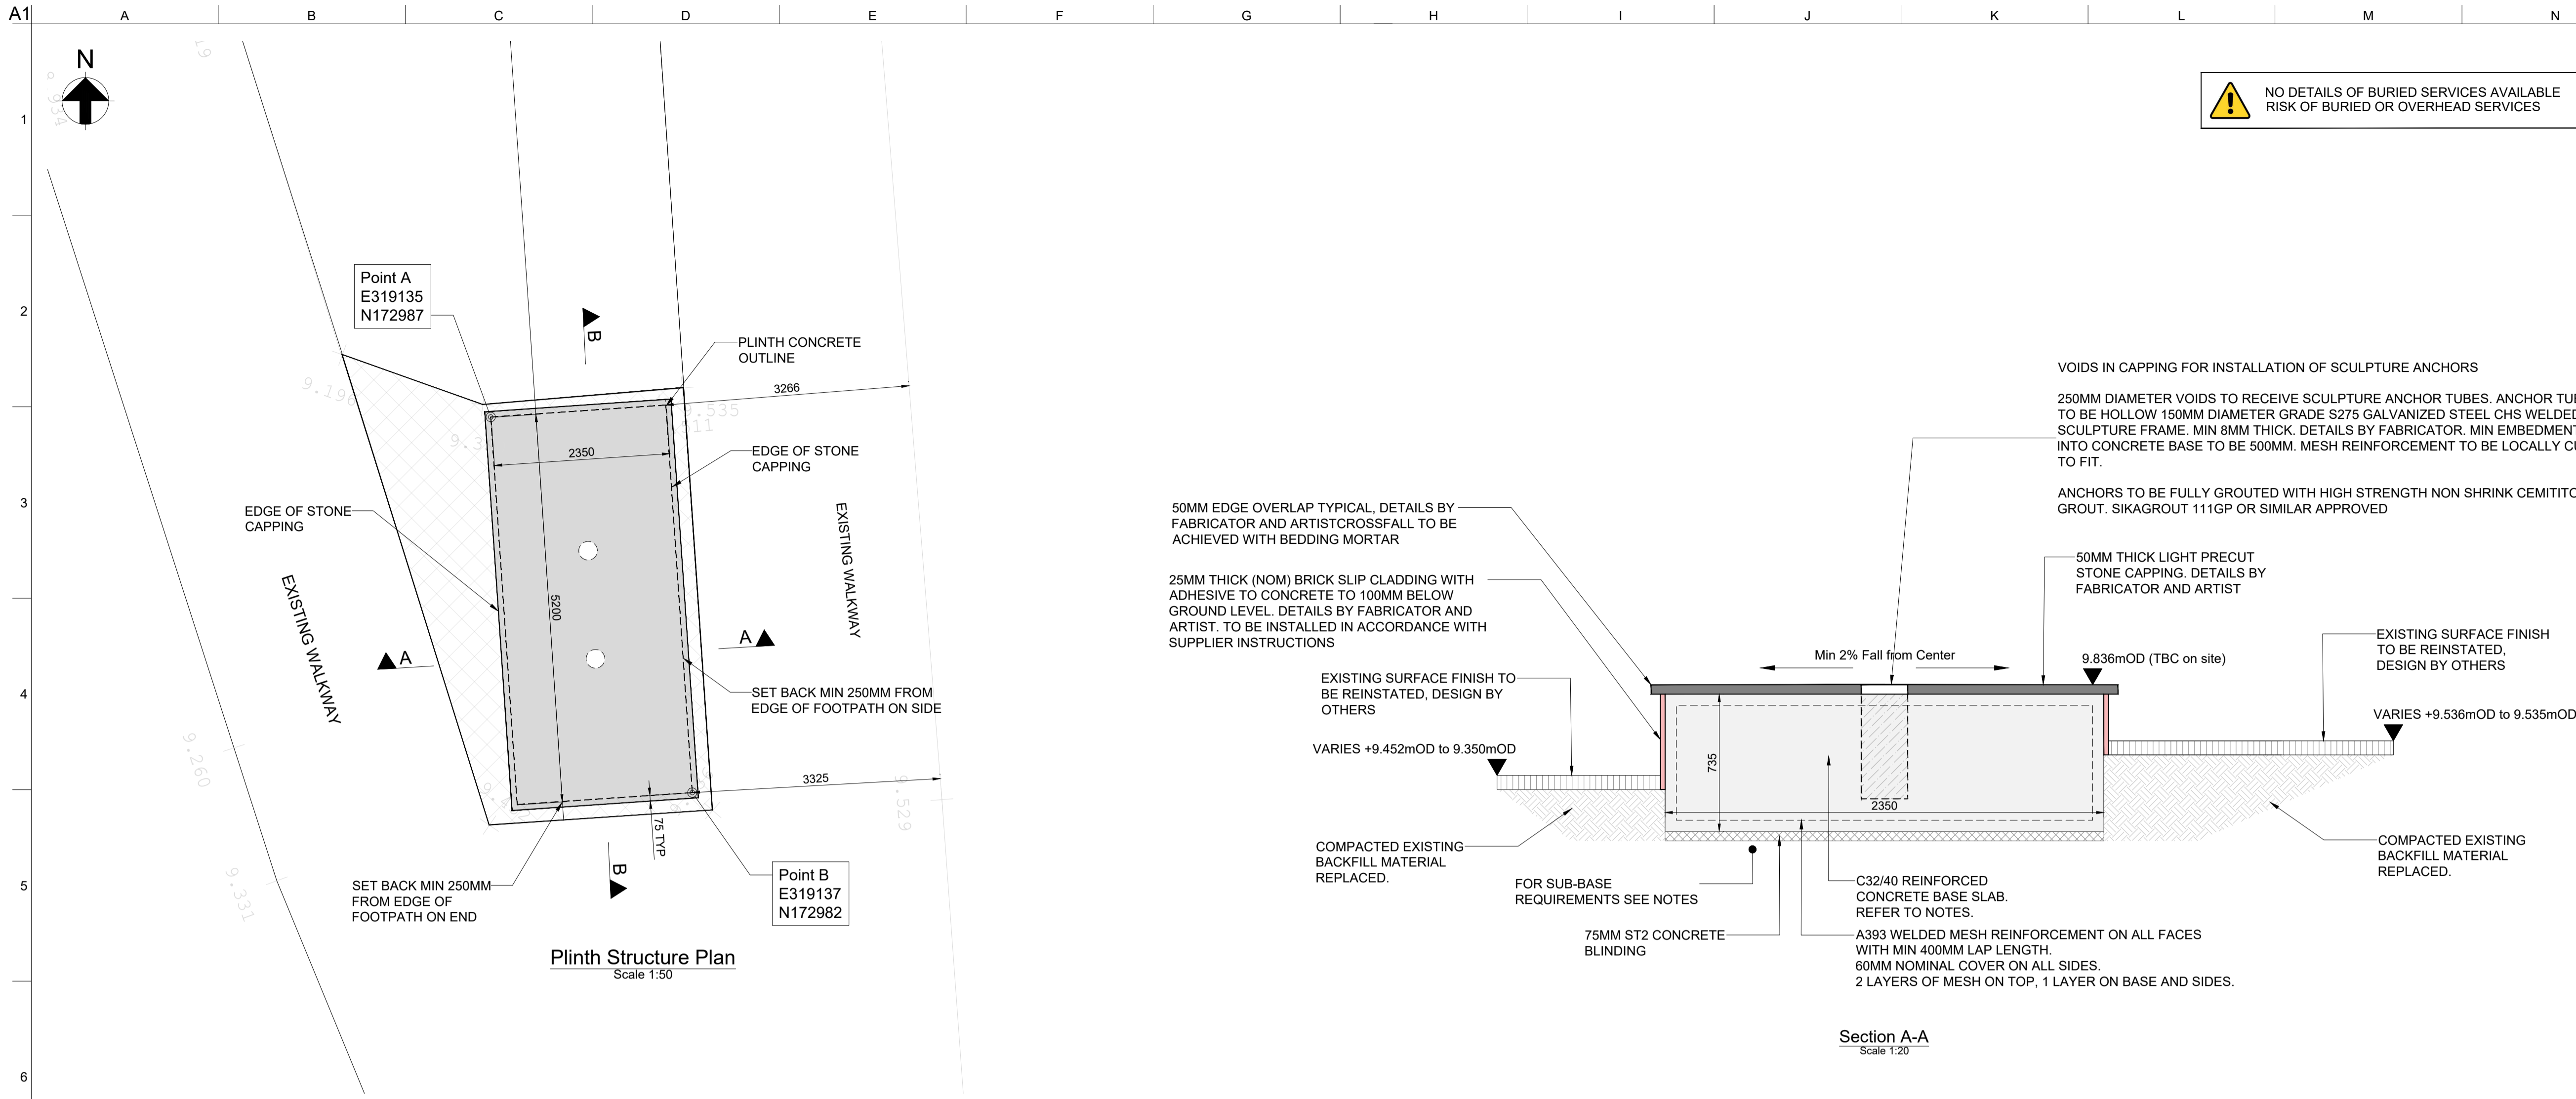 A1
A
B
C
D
E
F
G
H
I
J
K
L
M
N
1
2
3
4
5
6
N
NO DETAILS OF BURIED SERVICES AVAILABLE
RISK OF BURIED OR OVERHEAD SERVICES
Point A
E319135
N172987
B
PLINTH CONCRETE
OUTLINE
3266
9.196
9.535
2350
EDGE OF STONE
CAPPING
EDGE OF STONE
CAPPING
EXISTING WALKWAY
EXISTING WALKWAY
5200
A
A
SET BACK MIN 250MM FROM
EDGE OF FOOTPATH ON SIDE
9.260
3325
9.529
75 TYP
9.331
B
SET BACK MIN 250MM
FROM EDGE OF
FOOTPATH ON END
Point B
E319137
N172982
Plinth Structure Plan
Scale 1:50
VOIDS IN CAPPING FOR INSTALLATION OF SCULPTURE ANCHORS
250MM DIAMETER VOIDS TO RECEIVE SCULPTURE ANCHOR TUBES. ANCHOR
TO BE HOLLOW 150MM DIAMETER GRADE S275 GALVANIZED STEEL CHS WELDED
SCULPTURE FRAME. MIN 8MM THICK. DETAILS BY FABRICATOR. MIN EMBEDMENT
INTO CONCRETE BASE TO BE 500MM. MESH REINFORCEMENT TO BE LOCALLY
TO FIT.
ANCHORS TO BE FULLY GROUTED WITH HIGH STRENGTH NON SHRINK
GROUT. SIKAGROUT 111GP OR SIMILAR APPROVED
50MM EDGE OVERLAP TYPICAL, DETAILS BY
FABRICATOR AND ARTISTCROSSFALL TO BE
ACHIEVED WITH BEDDING MORTAR
25MM THICK (NOM) BRICK SLIP CLADDING WITH
ADHESIVE TO CONCRETE TO 100MM BELOW
GROUND LEVEL. DETAILS BY FABRICATOR AND
ARTIST. TO BE INSTALLED IN ACCORDANCE WITH
SUPPLIER INSTRUCTIONS
50MM THICK LIGHT PRECUT
STONE CAPPING. DETAILS BY
FABRICATOR AND ARTIST
EXISTING SURFACE FINISH
TO BE REINSTATED,
DESIGN BY OTHERS
Min 2% Fall from Center
9.836mOD (TBC on site)
EXISTING SURFACE FINISH TO
BE REINSTATED, DESIGN BY
OTHERS
VARIES +9.536mOD to 9.535mOD
VARIES +9.452mOD to 9.350mOD
735
2350
COMPACTED EXISTING
BACKFILL MATERIAL
REPLACED.
COMPACTED EXISTING
BACKFILL MATERIAL
REPLACED.
FOR SUB-BASE
REQUIREMENTS SEE NOTES
C32/40 REINFORCED
CONCRETE BASE SLAB.
REFER TO NOTES.
75MM ST2 CONCRETE
BLINDING
A393 WELDED MESH REINFORCEMENT ON ALL FACES
WITH MIN 400MM LAP LENGTH.
60MM NOMINAL COVER ON ALL SIDES.
2 LAYERS OF MESH ON TOP, 1 LAYER ON BASE AND SIDES.
Section A-A
Scale 1:20